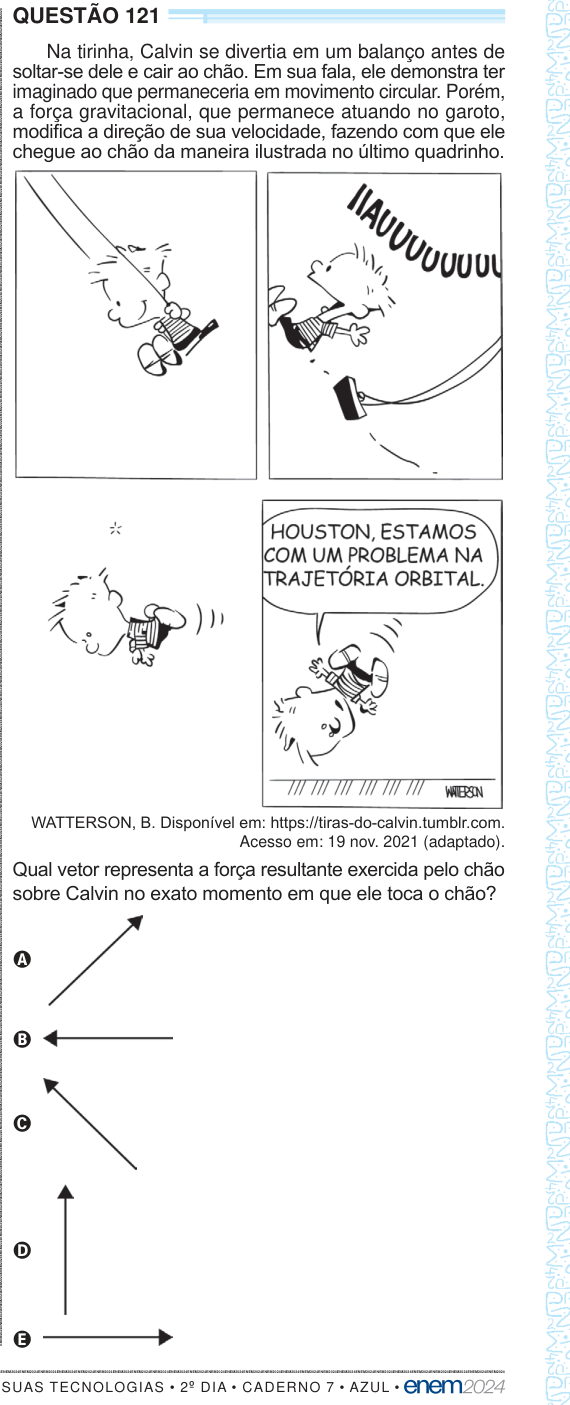 QUESTÃO 121
Na tirinha, Calvin se divertia em um balanço antes de
soltar-se dele e cair ao chão. Em sua fala, ele demonstra ter
imaginado que permaneceria em movimento circular. Porém,
a força gravitacional, que permanece atuando no garoto,
modifica a direção de sua velocidade, fazendo com que ele
chegue ao chão da maneira ilustrada no último quadrinho.
IIAUUUUUUUUU
HOUSTON, ESTAMOS
COM UM PROBLEMA NA
TRAJETÓRIA ORBITAL.
WATTERSON
WATTERSON, B. Disponível em: https://tiras-do-calvin.tumblr.com.
Acesso em: 19 nov. 2021 (adaptado).
Qual vetor representa a força resultante exercida pelo chão
sobre Calvin no exato momento em que ele toca o chão?
A
B
C
D
E
SUAS TECNOLOGIAS • 2º DIA • CADERNO 7 • AZUL • enem2024